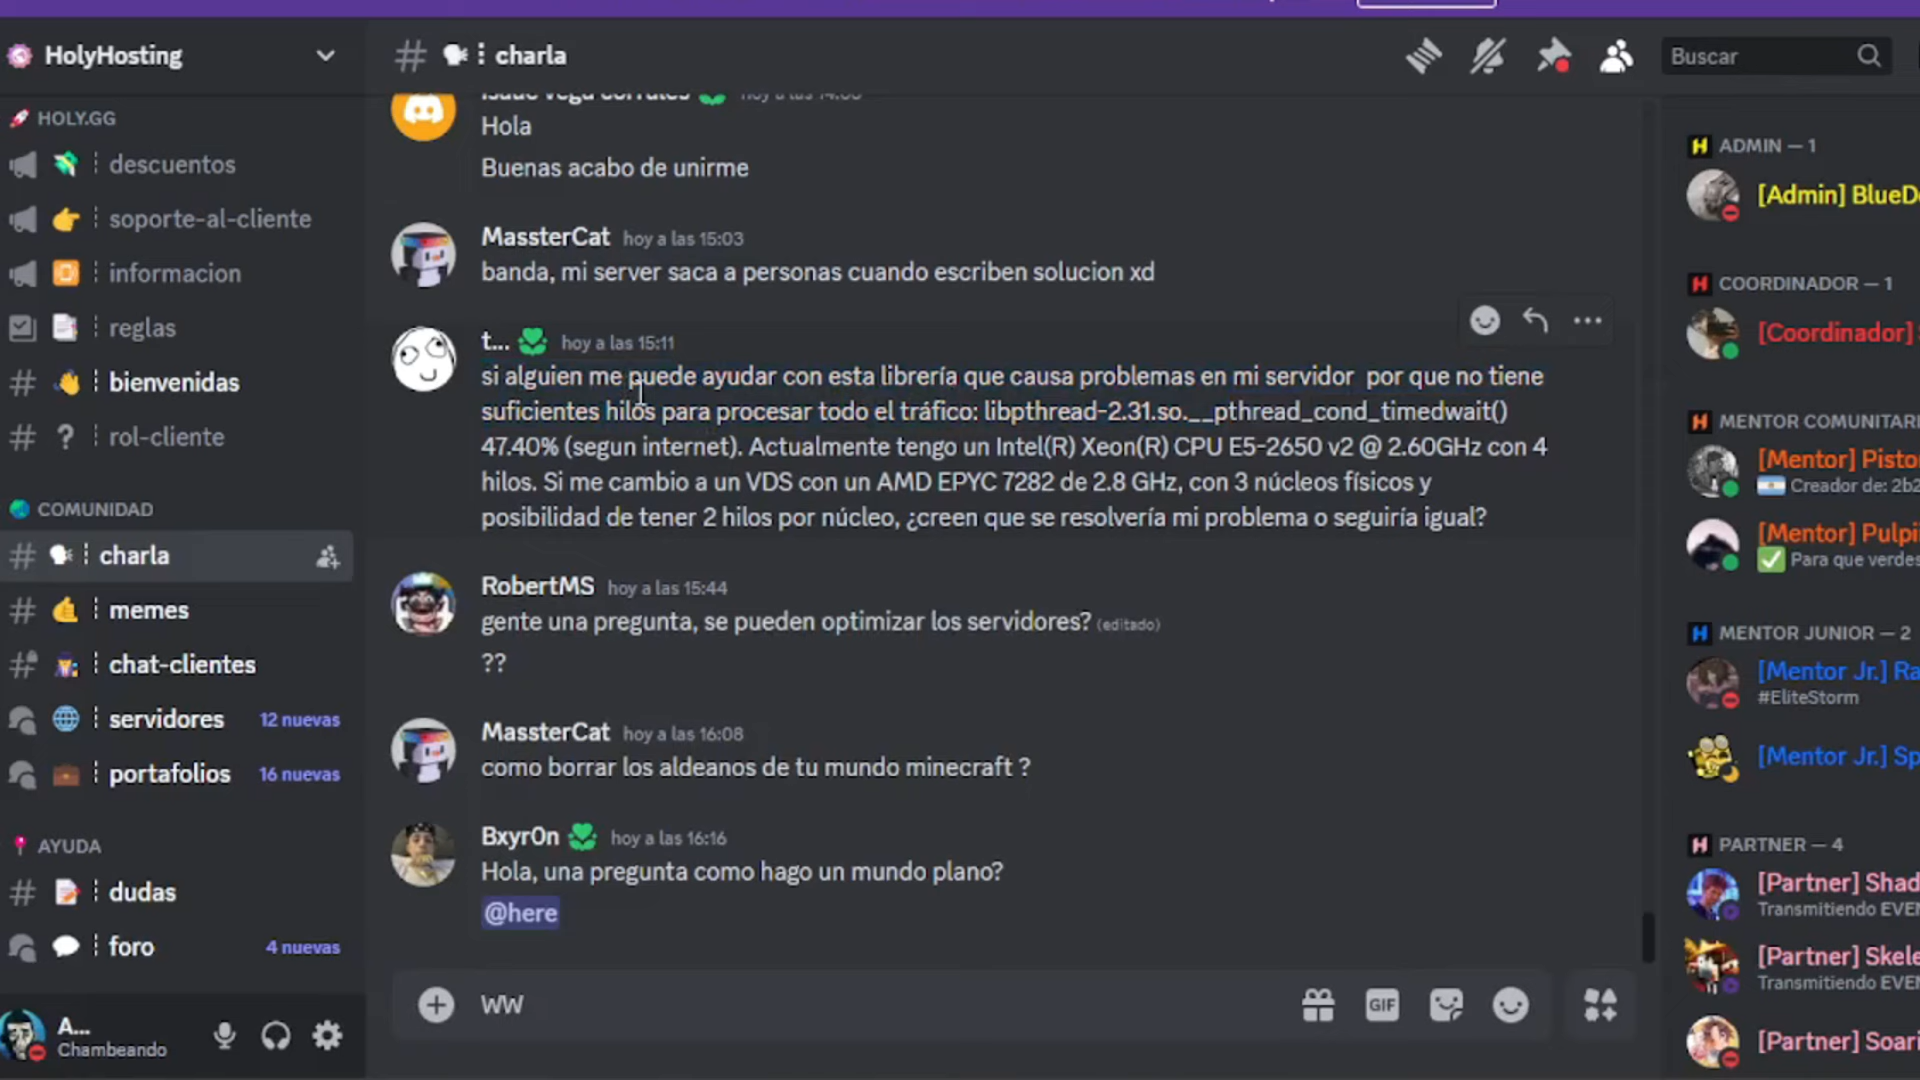 HolyHosting
charla
Buscar
HOLY.GG
descuentos
soporte-al-cliente
informacion
reglas
bienvenidas
rol-cliente
COMUNIDAD
charla
memes
chat-clientes
servidores 12 nuevas
portafolios 16 nuevas
AYUDA
dudas
foro 4 nuevas
A...
Chambeando
Hola
Buenas acabo de unirme
MassterCat hoy a las 15:03
banda, mi server saca a personas cuando escriben solucion xd
t... hoy a las 15:11
si alguien me puede ayudar con esta librería que causa problemas en mi servidor por que no tiene
suficientes hilos para procesar todo el tráfico: libpthread-2.31.so.__pthread_cond_timedwait()
47.40% (segun internet). Actualmente tengo un Intel(R) Xeon(R) CPU E5-2650 v2 @ 2.60GHz con 4
hilos. Si me cambio a un VDS con un AMD EPYC 7282 de 2.8 GHz, con 3 núcleos físicos y
posibilidad de tener 2 hilos por núcleo, ¿creen que se resolvería mi problema o seguiría igual?
RobertMS hoy a las 15:44
gente una pregunta, se pueden optimizar los servidores? (editado)
??
MassterCat hoy a las 16:08
como borrar los aldeanos de tu mundo minecraft ?
Bxyr0n hoy a las 16:16
Hola, una pregunta como hago un mundo plano?
@here
WW
GIF
ADMIN — 1
[Admin] BlueD
COORDINADOR — 1
[Coordinador]
MENTOR COMUNITARI
[Mentor] Pisto
Creador de: 2b2
[Mentor] Pulpi
Para que verdes
MENTOR JUNIOR — 2
[Mentor Jr.] Ra
#EliteStorm
[Mentor Jr.] Sp
PARTNER — 4
[Partner] Shad
Transmitiendo EVEN
[Partner] Skele
Transmitiendo EVEN
[Partner] Soari